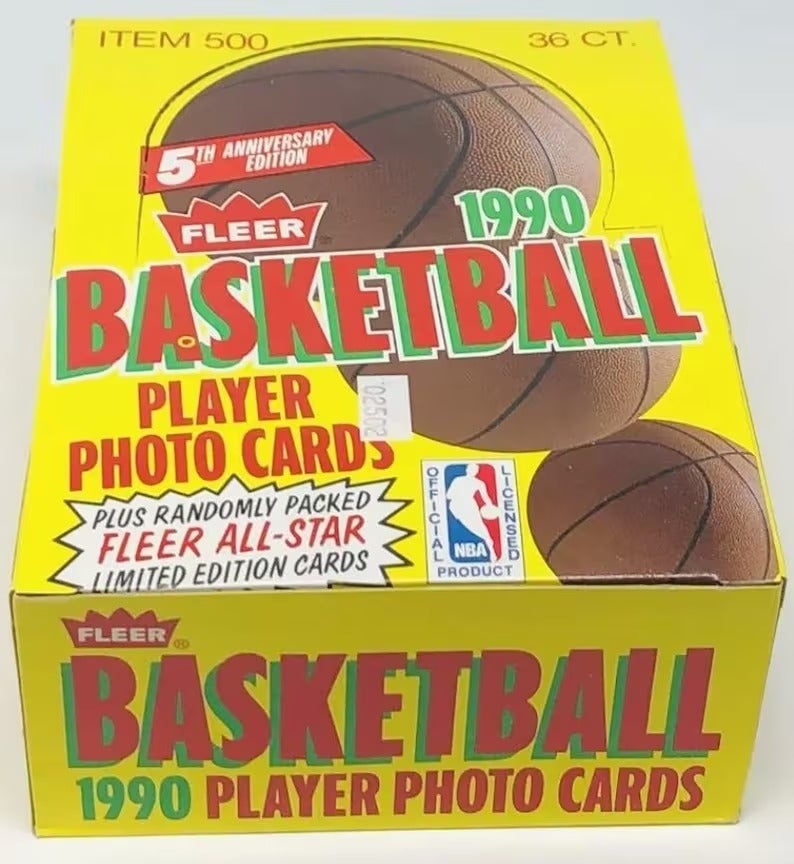 ITEM 500 36 CT.
5TH ANNIVERSARY
EDITION
FLEER
1990
BASKETBALL
PLAYER
PHOTO CARDS
02502
PLUS RANDOMLY PACKED
FLEER ALL-STAR
LIMITED EDITION CARDS
OFFICIAL
NBA
LICENSED
PRODUCT
FLEER®
BASKETBALL
1990 PLAYER PHOTO CARDS